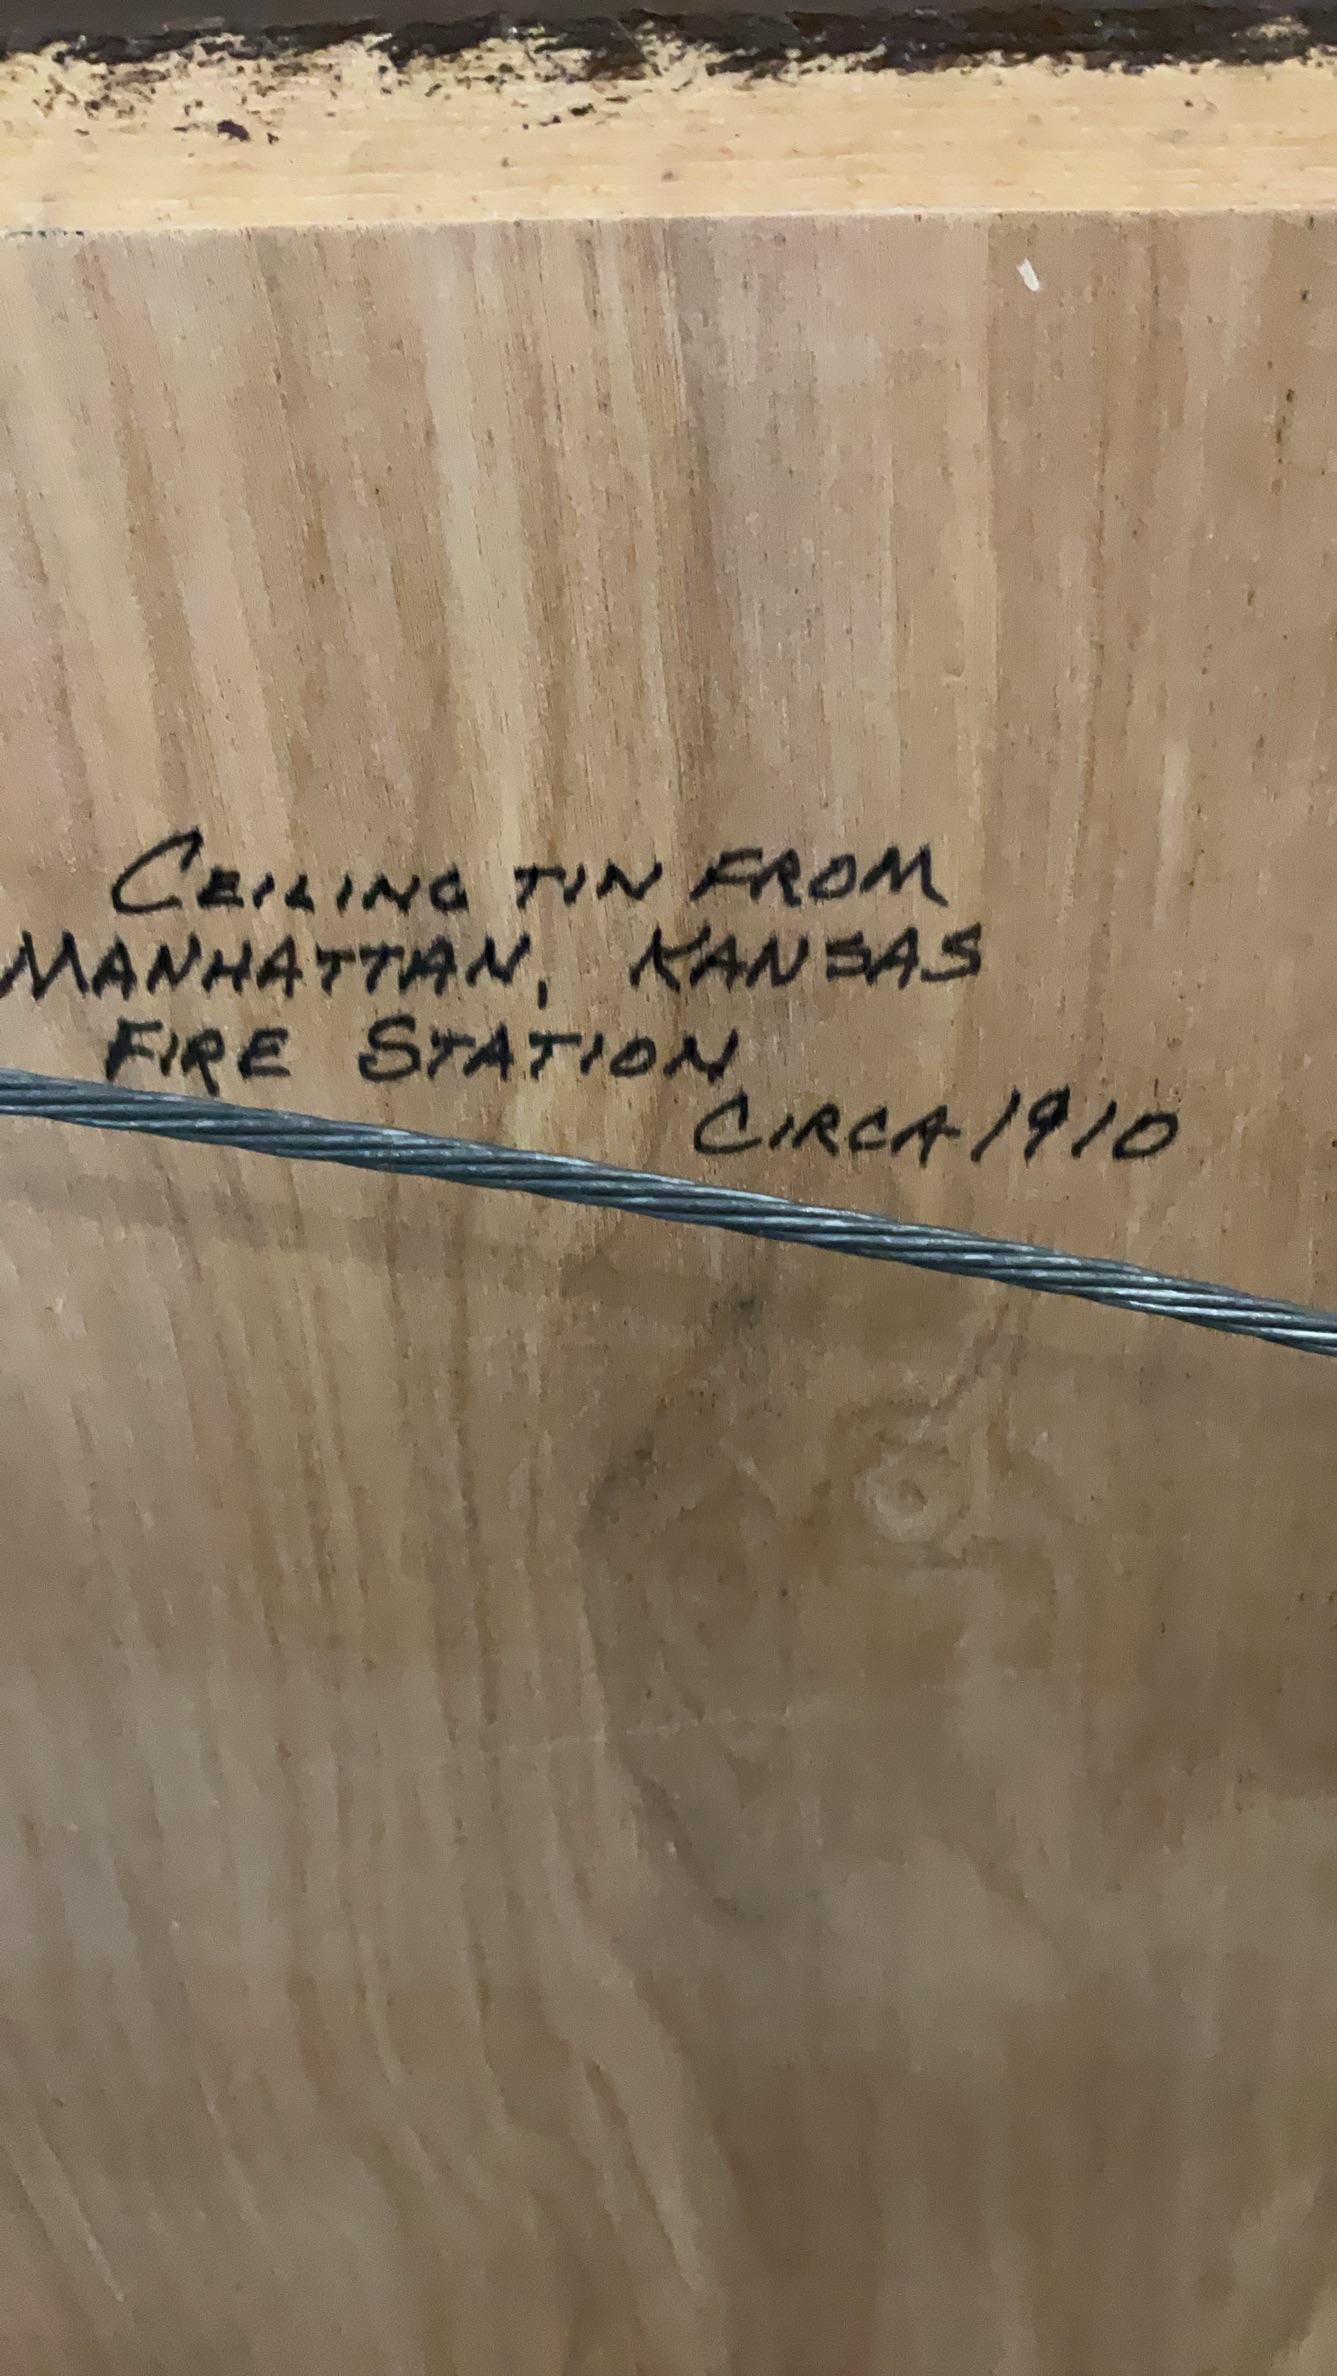 CEILING TIN FROM
MANHATTAN, KANSAS
FIRE STATION
CIRCA 1910